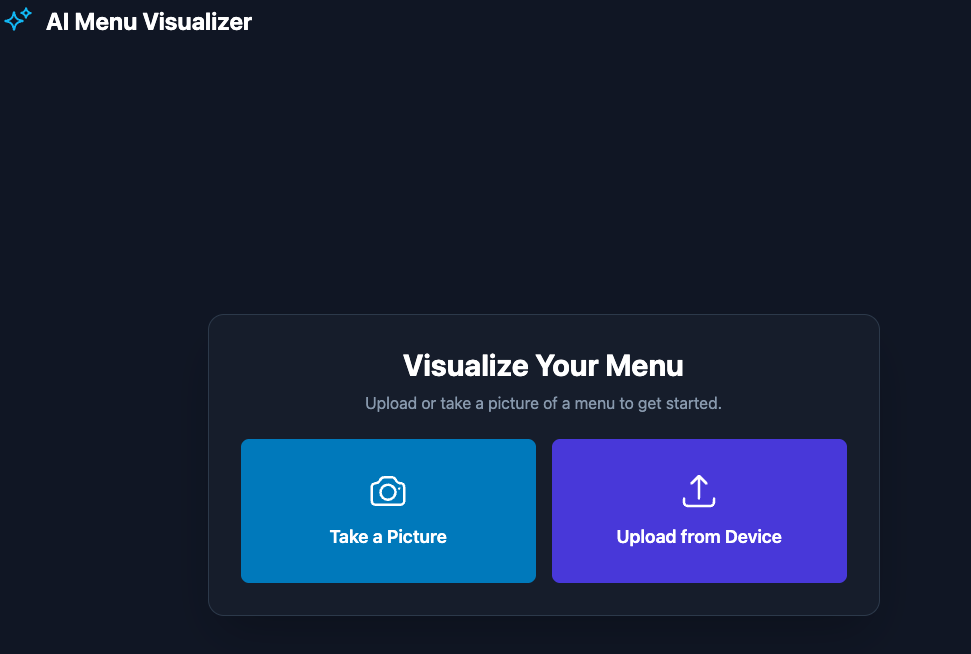 AI Menu Visualizer
Visualize Your Menu
Upload or take a picture of a menu to get started.
Take a Picture
Upload from Device